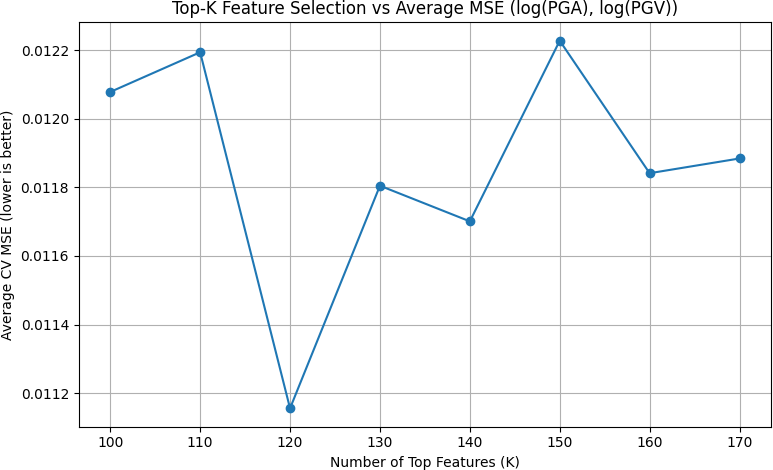 Top-K Feature Selection vs Average MSE (log(PGA), log(PGV))
Average CV MSE (lower is better)
0.0122
0.0120
0.0118
0.0116
0.0114
0.0112
100 110 120 130 140 150 160 170
Number of Top Features (K)